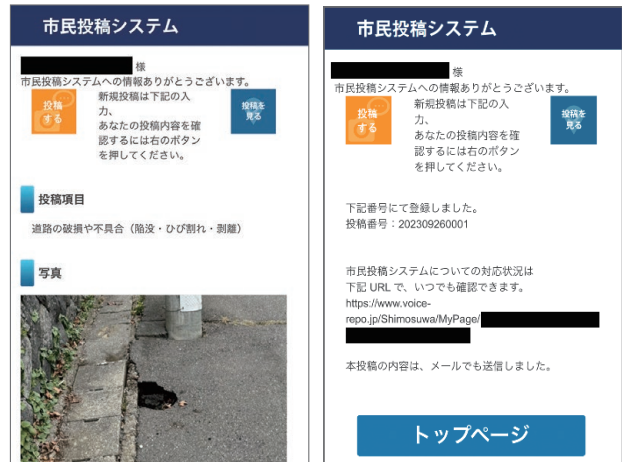 市民投稿システム
様
市民投稿システムへの情報ありがとうございます。
投稿
する
新規投稿は下記の入
力、
あなたの投稿内容を確
認するには右のボタン
を押してください。
投稿を
見る
投稿項目
道路の破損や不具合（陥没・ひび割れ・剥離）
写真
市民投稿システム
様
市民投稿システムへの情報ありがとうございます。
投稿
する
新規投稿は下記の入
力、
あなたの投稿内容を確
認するには右のボタン
を押してください。
投稿を
見る
下記番号にて登録しました。
投稿番号：202309260001
市民投稿システムについての対応状況は
下記 URL で、いつでも確認できます。
https://www.voice-
repo.jp/Shimosuwa/MyPage/
本投稿の内容は、メールでも送信しました。
トップページ